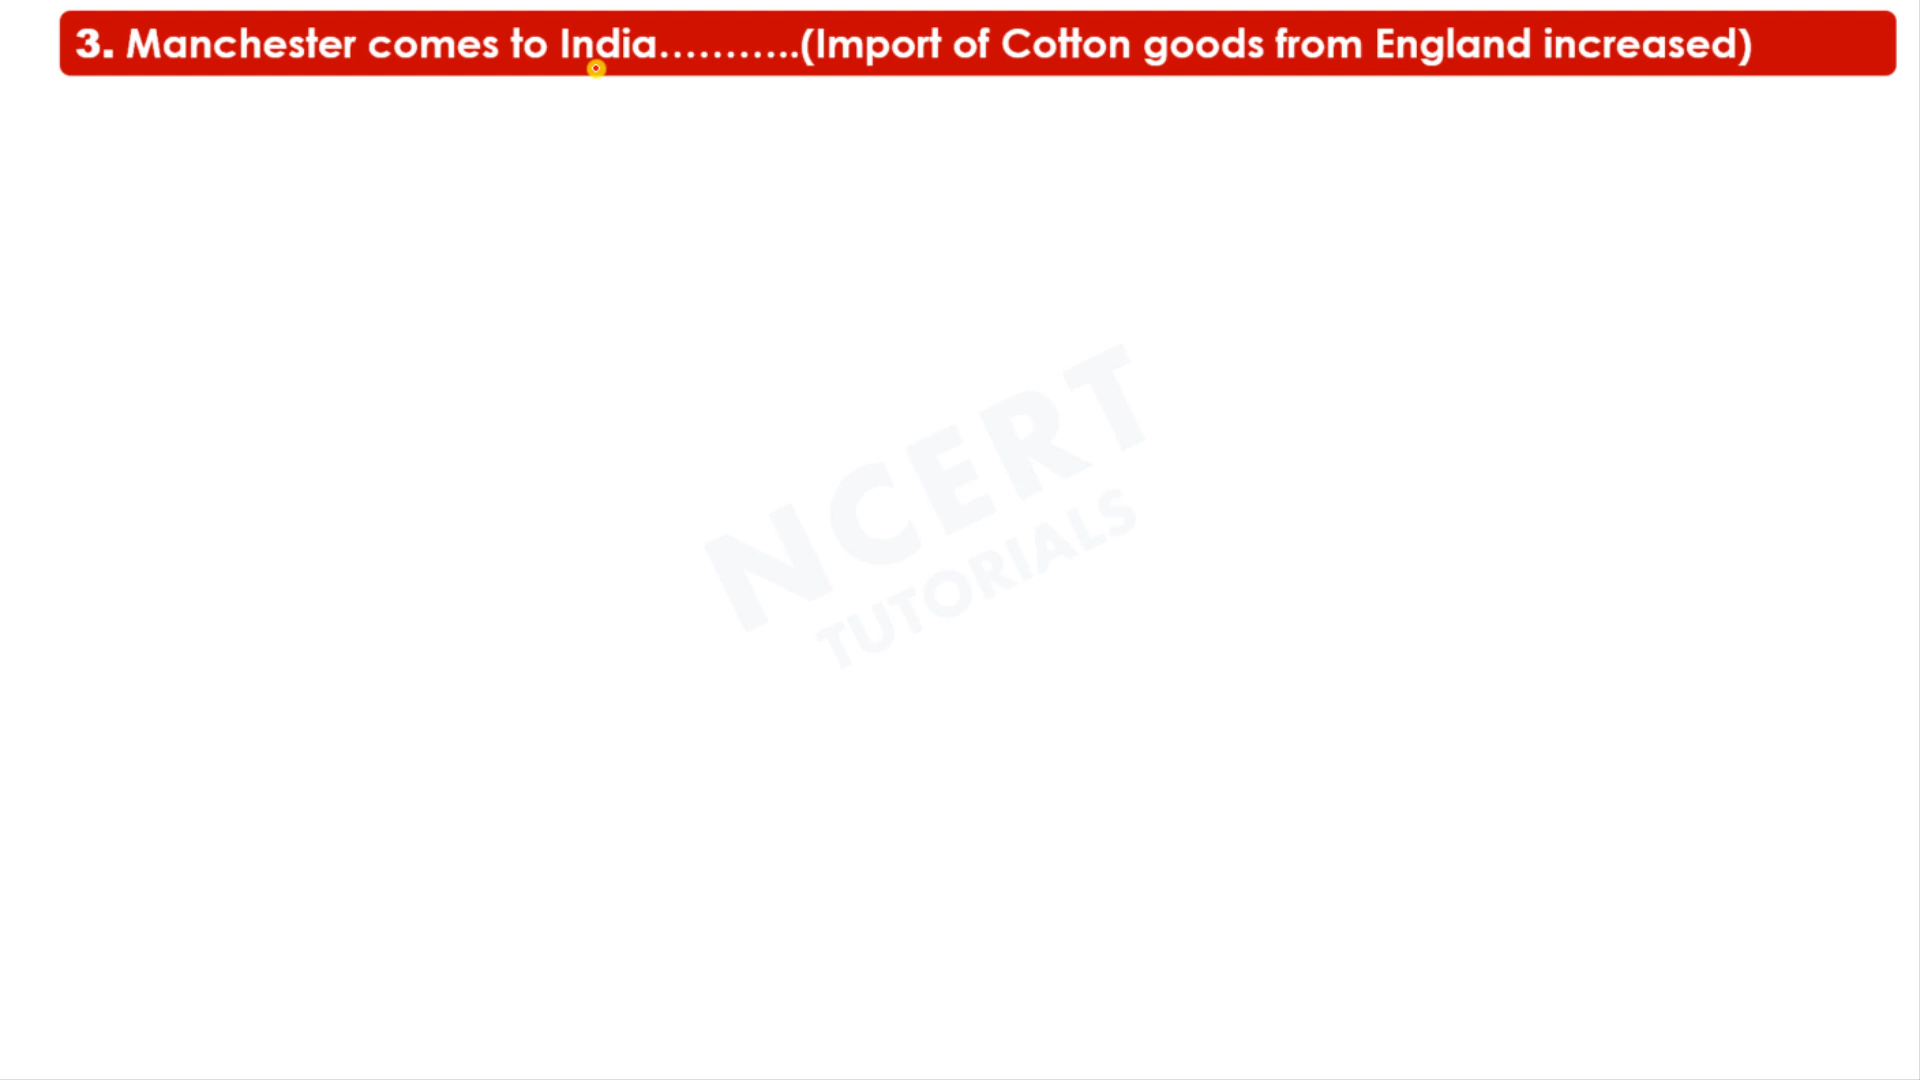 3. Manchester comes to India...........(Import of Cotton goods from England increased)
NCERT
TUTORIALS